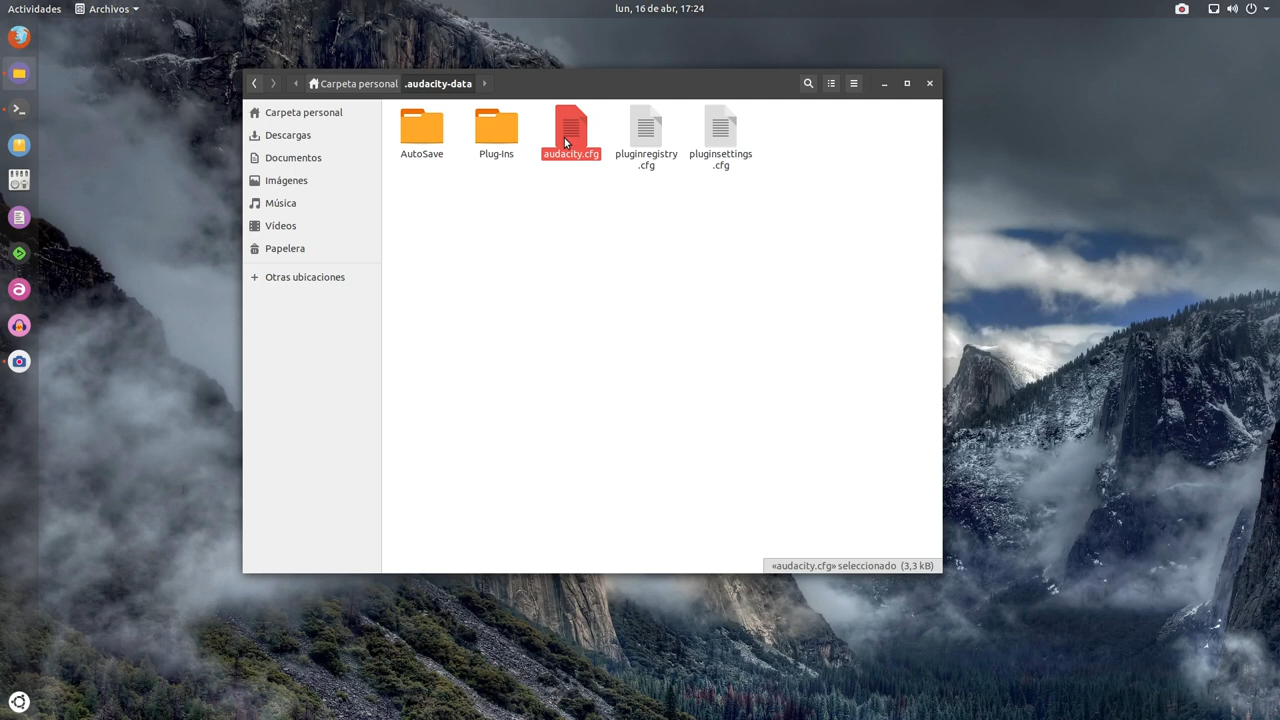 Actividades
Archivos
lun, 16 de abr, 17:24
Carpeta personal
.audacity-data
Carpeta personal
Descargas
Documentos
Imágenes
Música
Vídeos
Papelera
Otras ubicaciones
AutoSave
Plug-Ins
audacity.cfg
pluginregistry
.cfg
pluginsettings
.cfg
«audacity.cfg» seleccionado (3,3 kB)